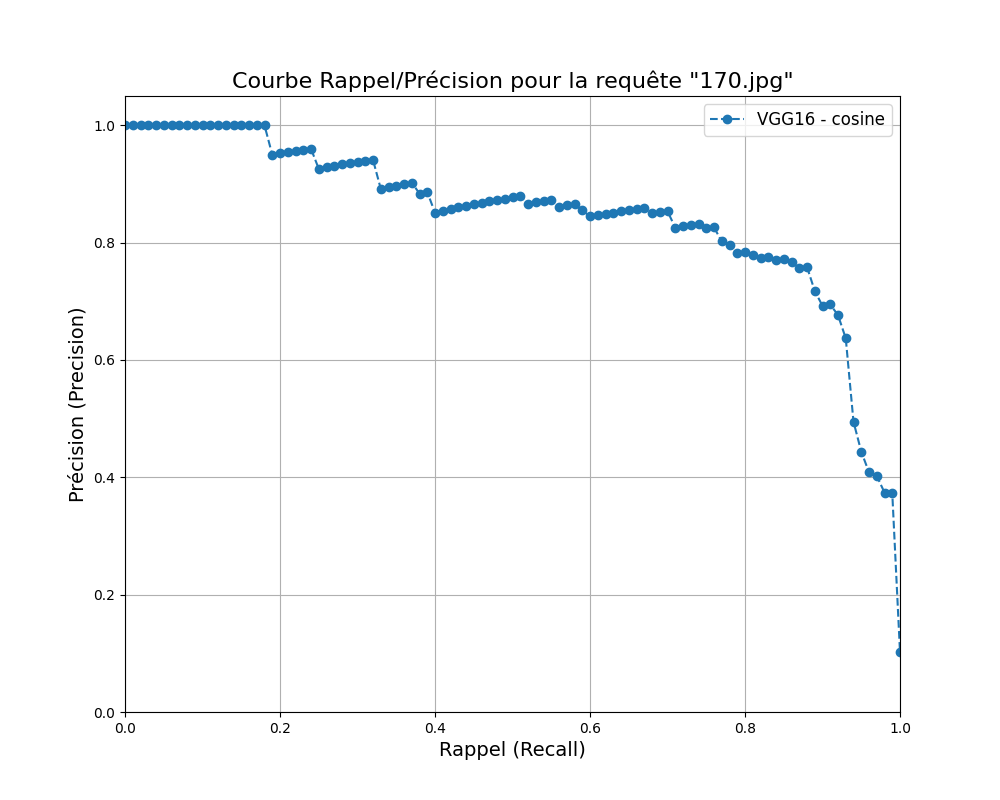 Courbe Rappel/Précision pour la requête "170.jpg"
VGG16 - cosine
1.0
0.8
0.6
0.4
0.2
0.0
Précision (Precision)
0.0 0.2 0.4 0.6 0.8 1.0
Rappel (Recall)